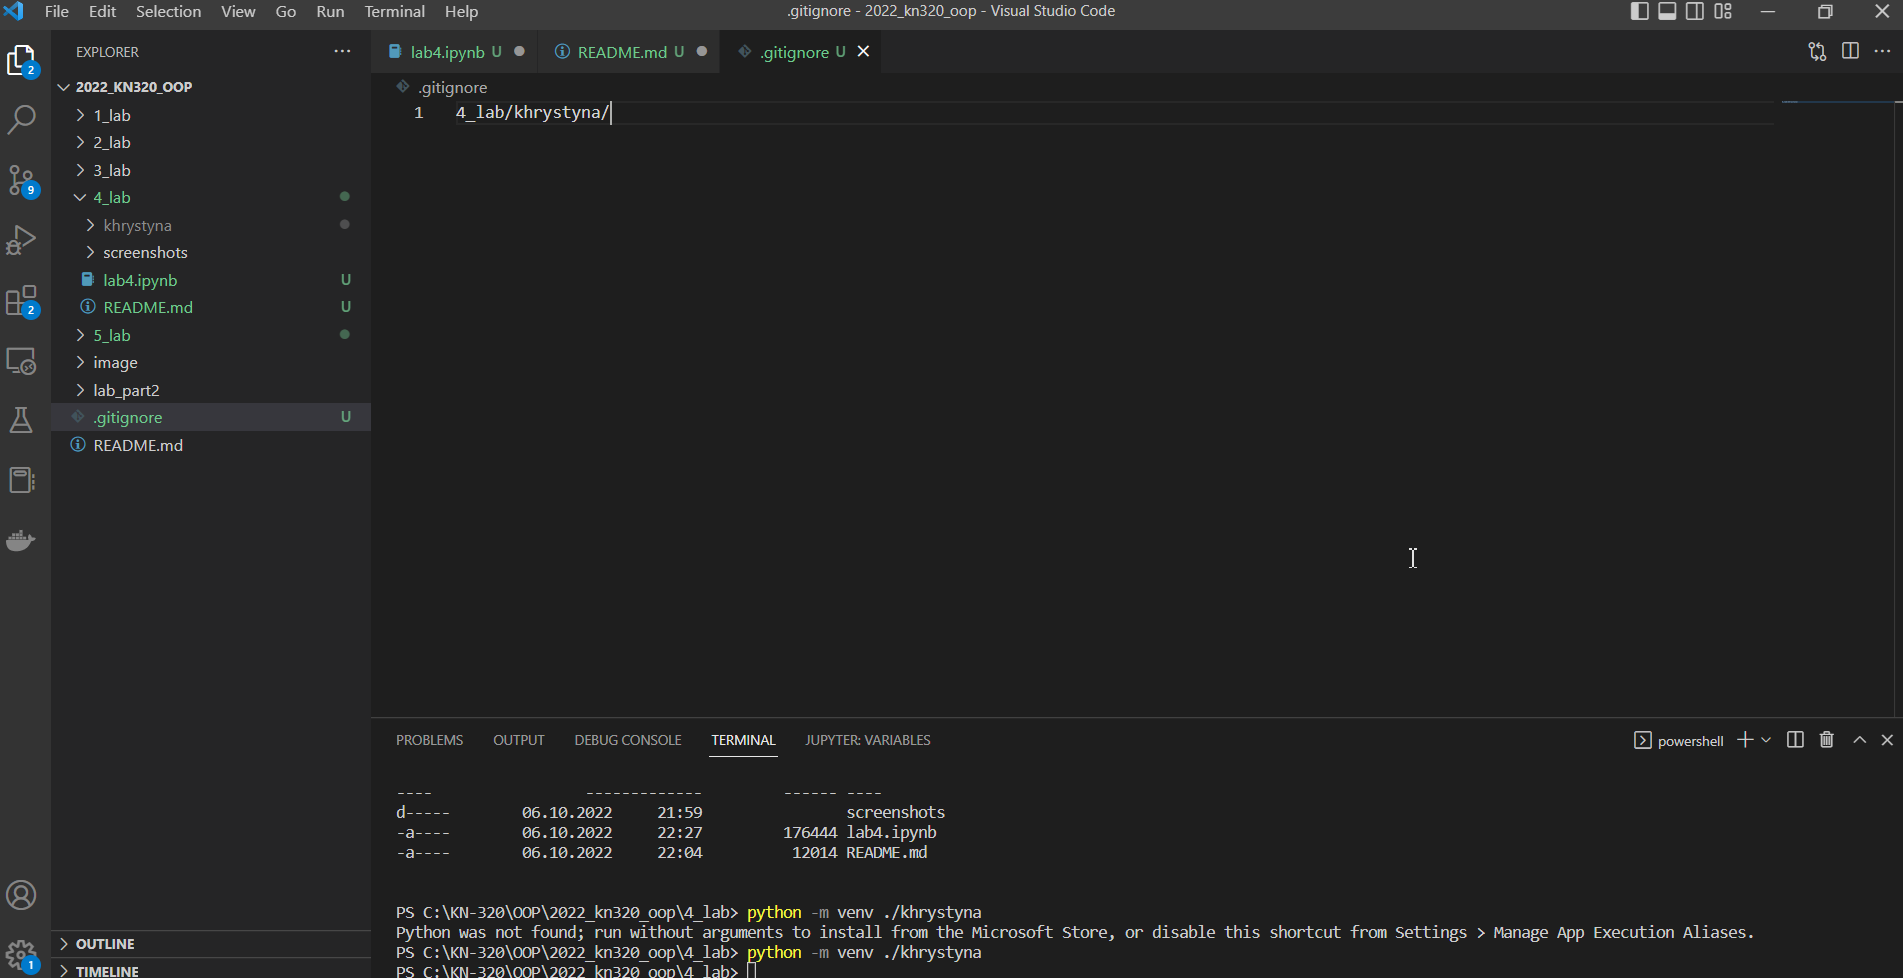 File Edit Selection View Go Run Terminal Help .gitignore - 2022_kn320_oop - Visual Studio Code
EXPLORER
lab4.ipynb U README.md U .gitignore U
2
2022_KN320_OOP
.gitignore
1_lab
1 4_lab/khrystyna/
2_lab
3_lab
9
4_lab
khrystyna
screenshots
lab4.ipynb U
2
README.md U
5_lab
image
lab_part2
.gitignore U
README.md
PROBLEMS OUTPUT DEBUG CONSOLE TERMINAL JUPYTER: VARIABLES powershell
---- ------------- ------ ----
d----- 06.10.2022 21:59 screenshots
-a---- 06.10.2022 22:27 176444 lab4.ipynb
-a---- 06.10.2022 22:04 12014 README.md
PS C:\KN-320\OOP\2022_kn320_oop\4_lab> python -m venv ./khrystyna
Python was not found; run without arguments to install from the Microsoft Store, or disable this shortcut from Settings > Manage App Execution Aliases.
PS C:\KN-320\OOP\2022_kn320_oop\4_lab> python -m venv ./khrystyna
PS C:\KN-320\OOP\2022_kn320_oop\4_lab>
OUTLINE
1
TIMELINE